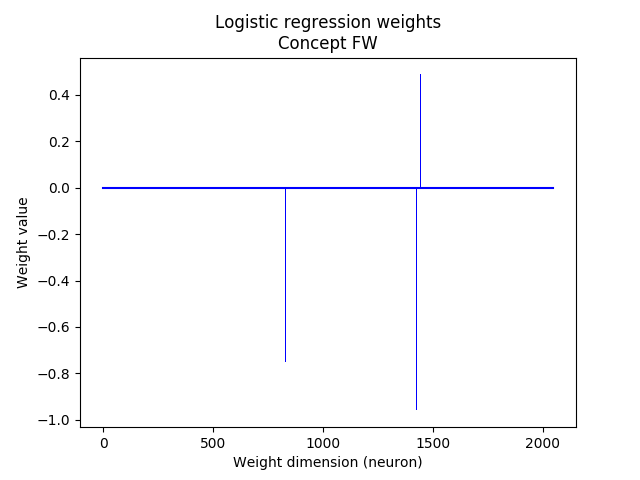 Logistic regression weights
Concept FW
0.4
0.2
0.0
−0.2
−0.4
−0.6
−0.8
−1.0
Weight value
0 500 1000 1500 2000
Weight dimension (neuron)